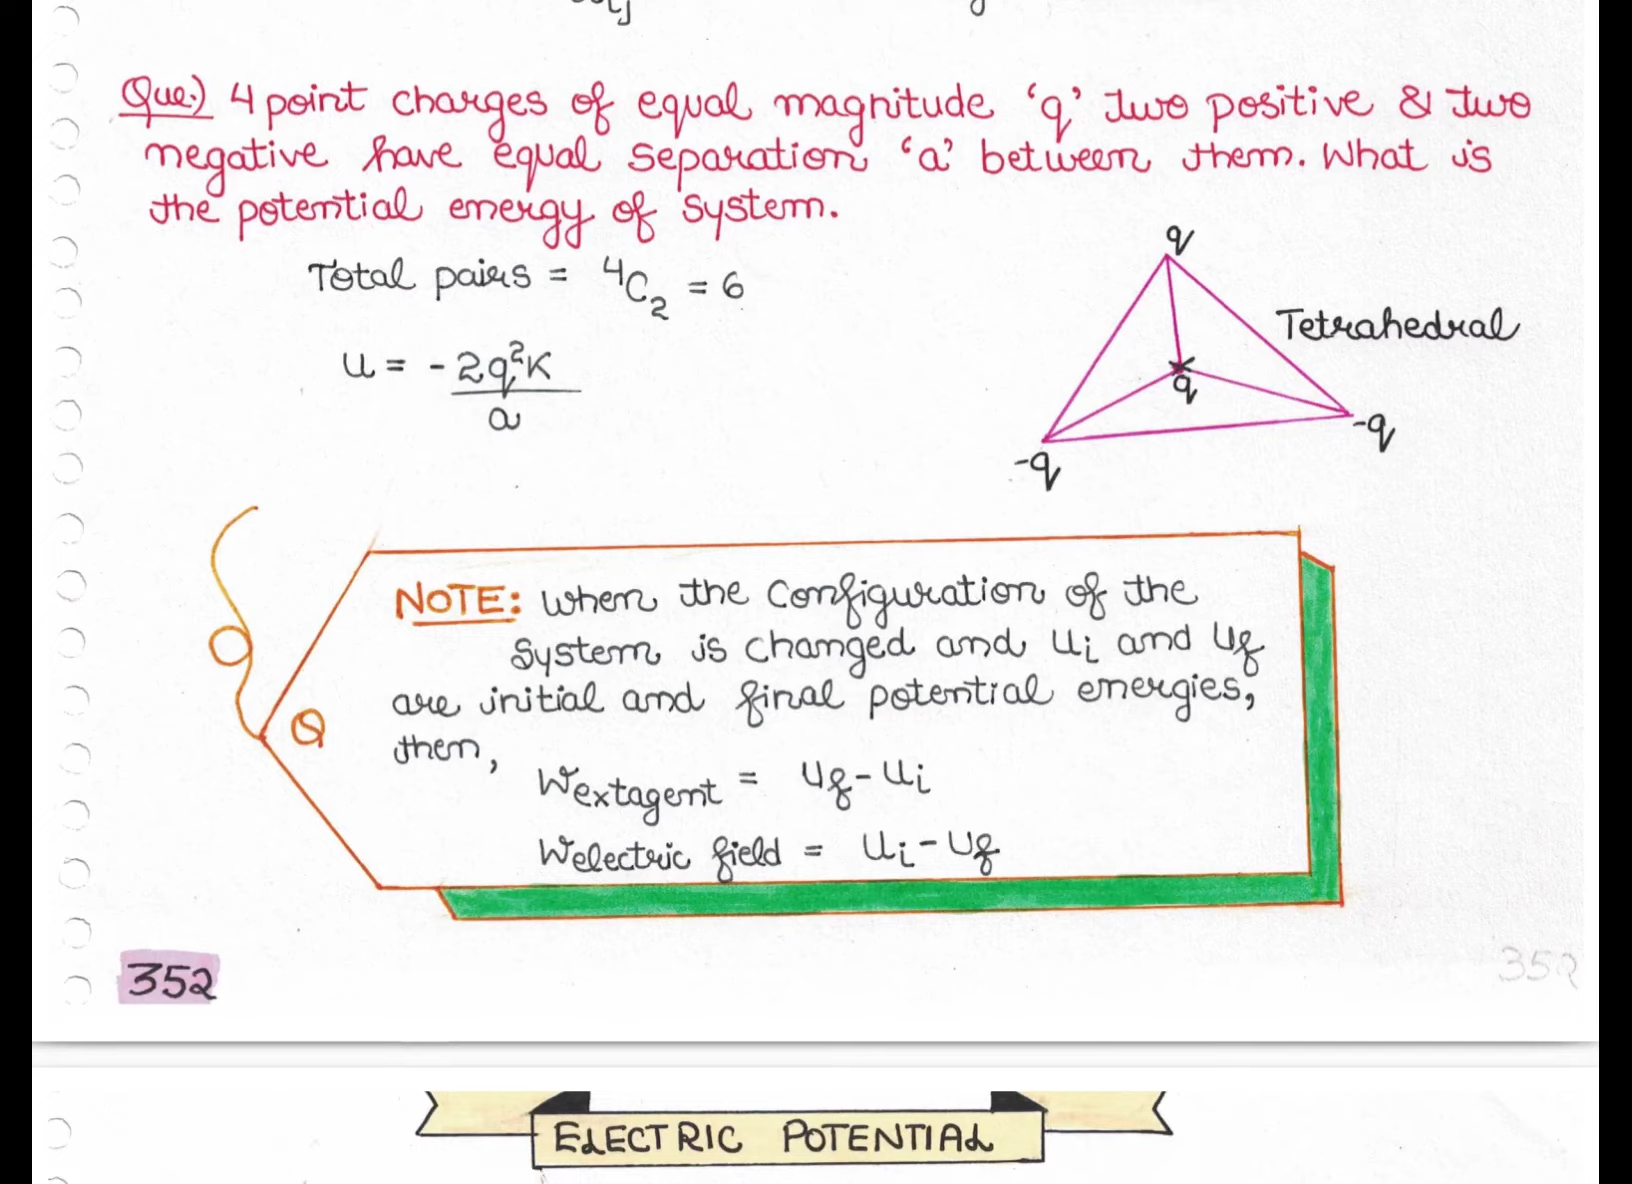 Que.) 4 point charges of equal magnitude 'q' two positive & two
negative have equal separation 'a' between them. What is
the potential energy of system.
q
Total pairs = ⁴C₂ = 6
Tetrahedral
U = -2q²K
a
q
-q
-q
NOTE: When the Configuration of the
System is changed and Ui and Uf
are initial and final potential energies,
then,
Wextagent = Uf - Ui
Welectric field = Ui - Uf
352
352
ELECTRIC POTENTIAL